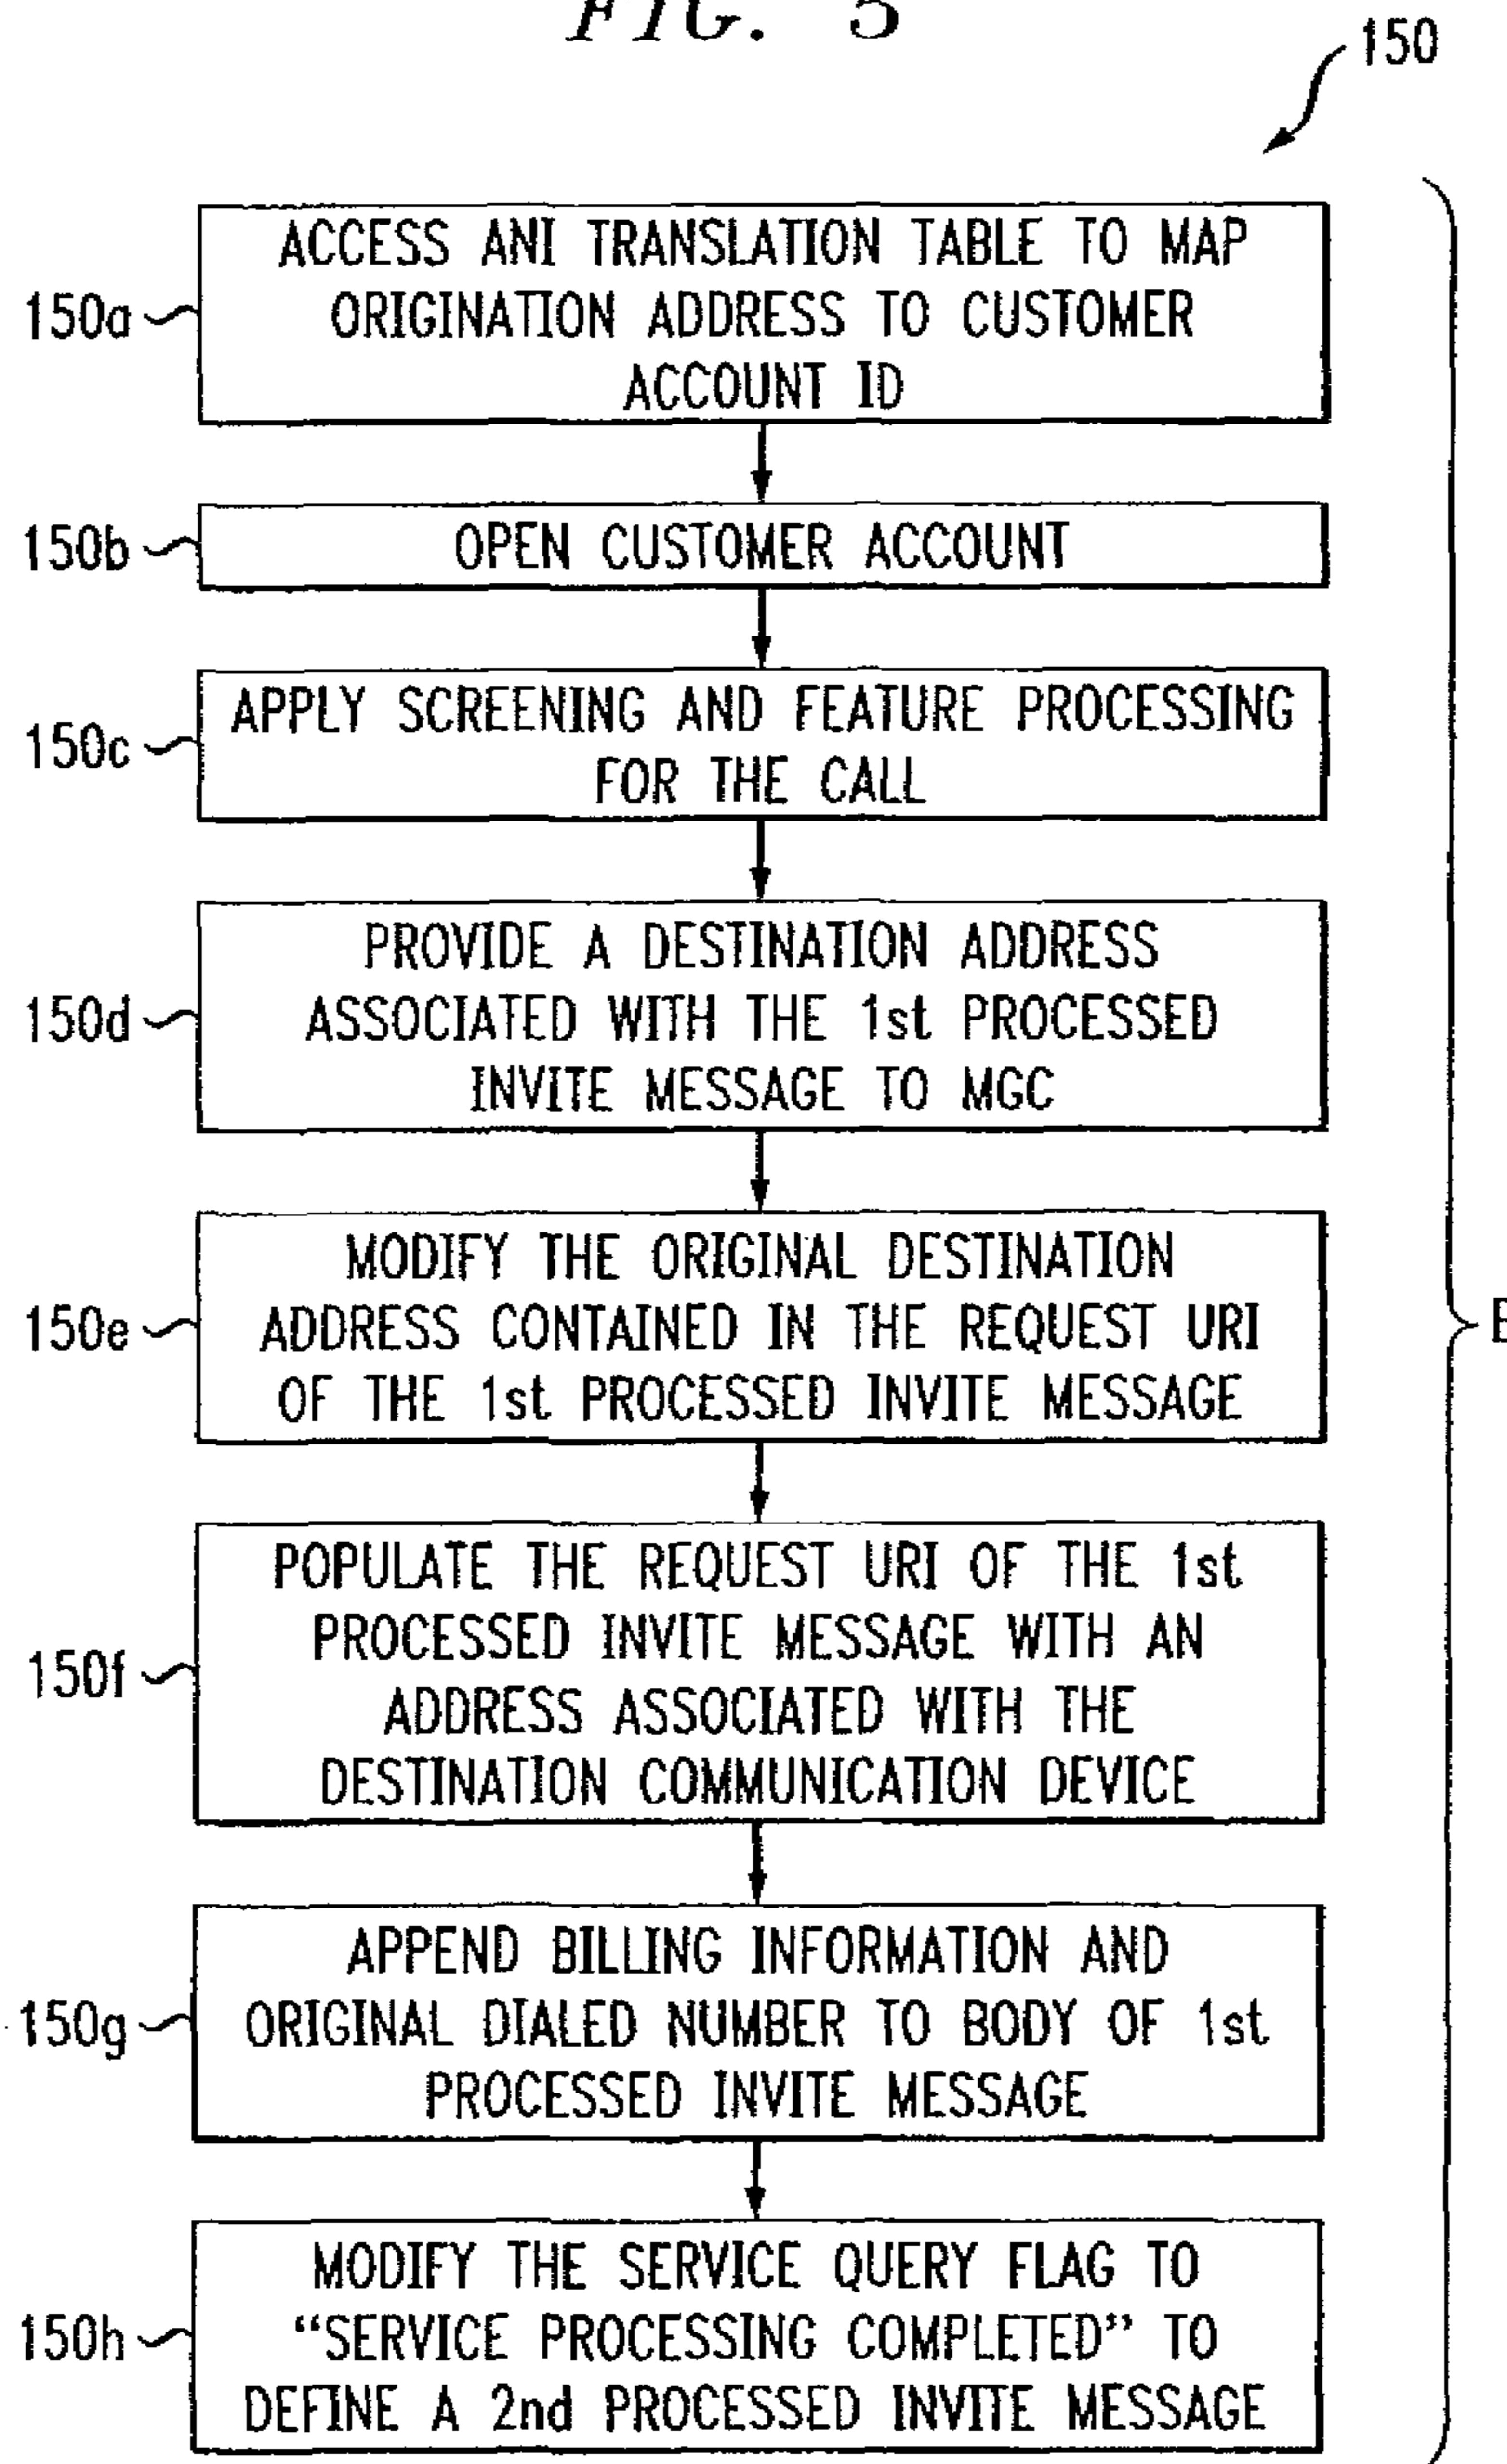 FIG. 5
150
150a
ACCESS ANI TRANSLATION TABLE TO MAP
ORIGINATION ADDRESS TO CUSTOMER
ACCOUNT ID
150b
OPEN CUSTOMER ACCOUNT
150c
APPLY SCREENING AND FEATURE PROCESSING
FOR THE CALL
150d
PROVIDE A DESTINATION ADDRESS
ASSOCIATED WITH THE 1st PROCESSED
INVITE MESSAGE TO MGC
150e
MODIFY THE ORIGINAL DESTINATION
ADDRESS CONTAINED IN THE REQUEST URI
OF THE 1st PROCESSED INVITE MESSAGE
150f
POPULATE THE REQUEST URI OF THE 1st
PROCESSED INVITE MESSAGE WITH AN
ADDRESS ASSOCIATED WITH THE
DESTINATION COMMUNICATION DEVICE
150g
APPEND BILLING INFORMATION AND
ORIGINAL DIALED NUMBER TO BODY OF 1st
PROCESSED INVITE MESSAGE
150h
MODIFY THE SERVICE QUERY FLAG TO
“SERVICE PROCESSING COMPLETED” TO
DEFINE A 2nd PROCESSED INVITE MESSAGE